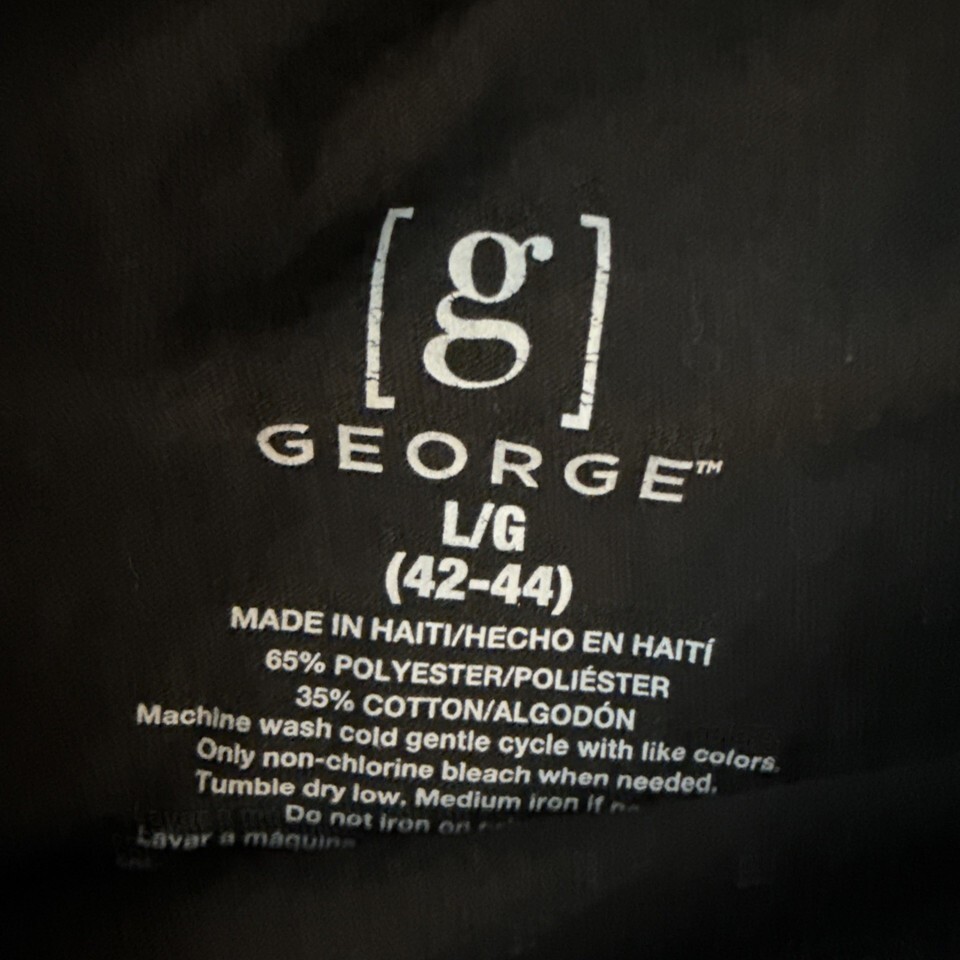 [g]
GEORGE™
L/G
(42-44)
MADE IN HAITI/HECHO EN HAITÍ
65% POLYESTER/POLIÉSTER
35% COTTON/ALGODÓN
Machine wash cold gentle cycle with like colors.
Only non-chlorine bleach when needed.
Tumble dry low. Medium iron if
Do not iron on
Lavar a máquina